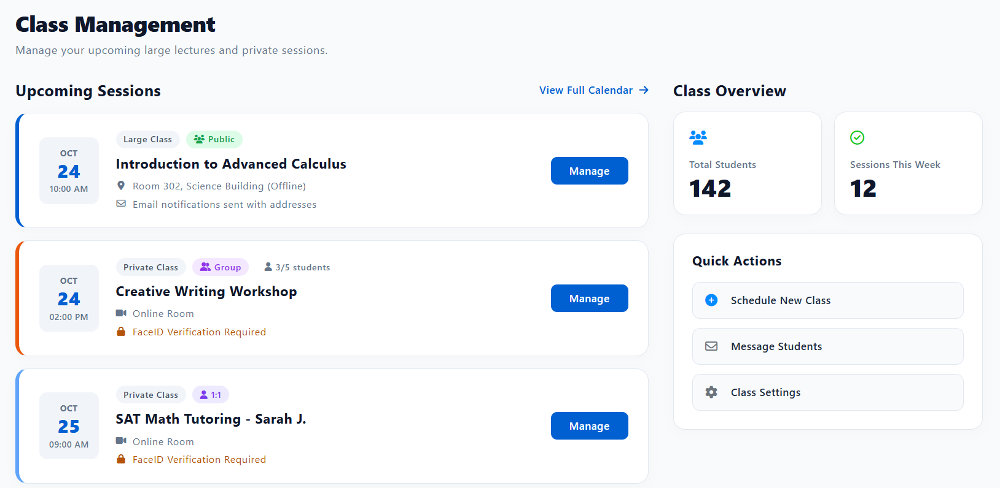 Class Management
Manage your upcoming large lectures and private sessions.
Upcoming Sessions
View Full Calendar
OCT
24
10:00 AM
Large Class
Public
Introduction to Advanced Calculus
Room 302, Science Building (Offline)
Email notifications sent with addresses
Manage
OCT
24
02:00 PM
Private Class
Group
3/5 students
Creative Writing Workshop
Online Room
FaceID Verification Required
Manage
OCT
25
09:00 AM
Private Class
1:1
SAT Math Tutoring - Sarah J.
Online Room
FaceID Verification Required
Manage
Class Overview
Total Students
142
Sessions This Week
12
Quick Actions
Schedule New Class
Message Students
Class Settings